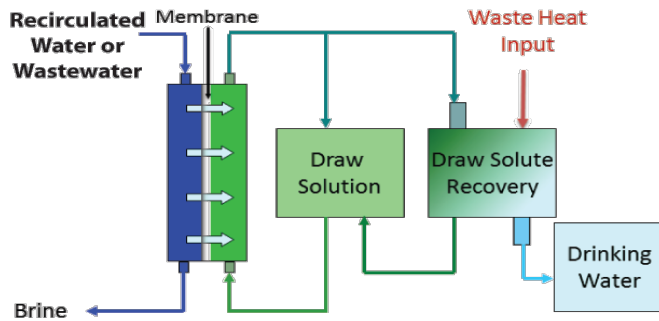 Recirculated
Water or
Wastewater
Membrane
Waste Heat
Input
Draw
Solution
Draw Solute
Recovery
Drinking
Water
Brine